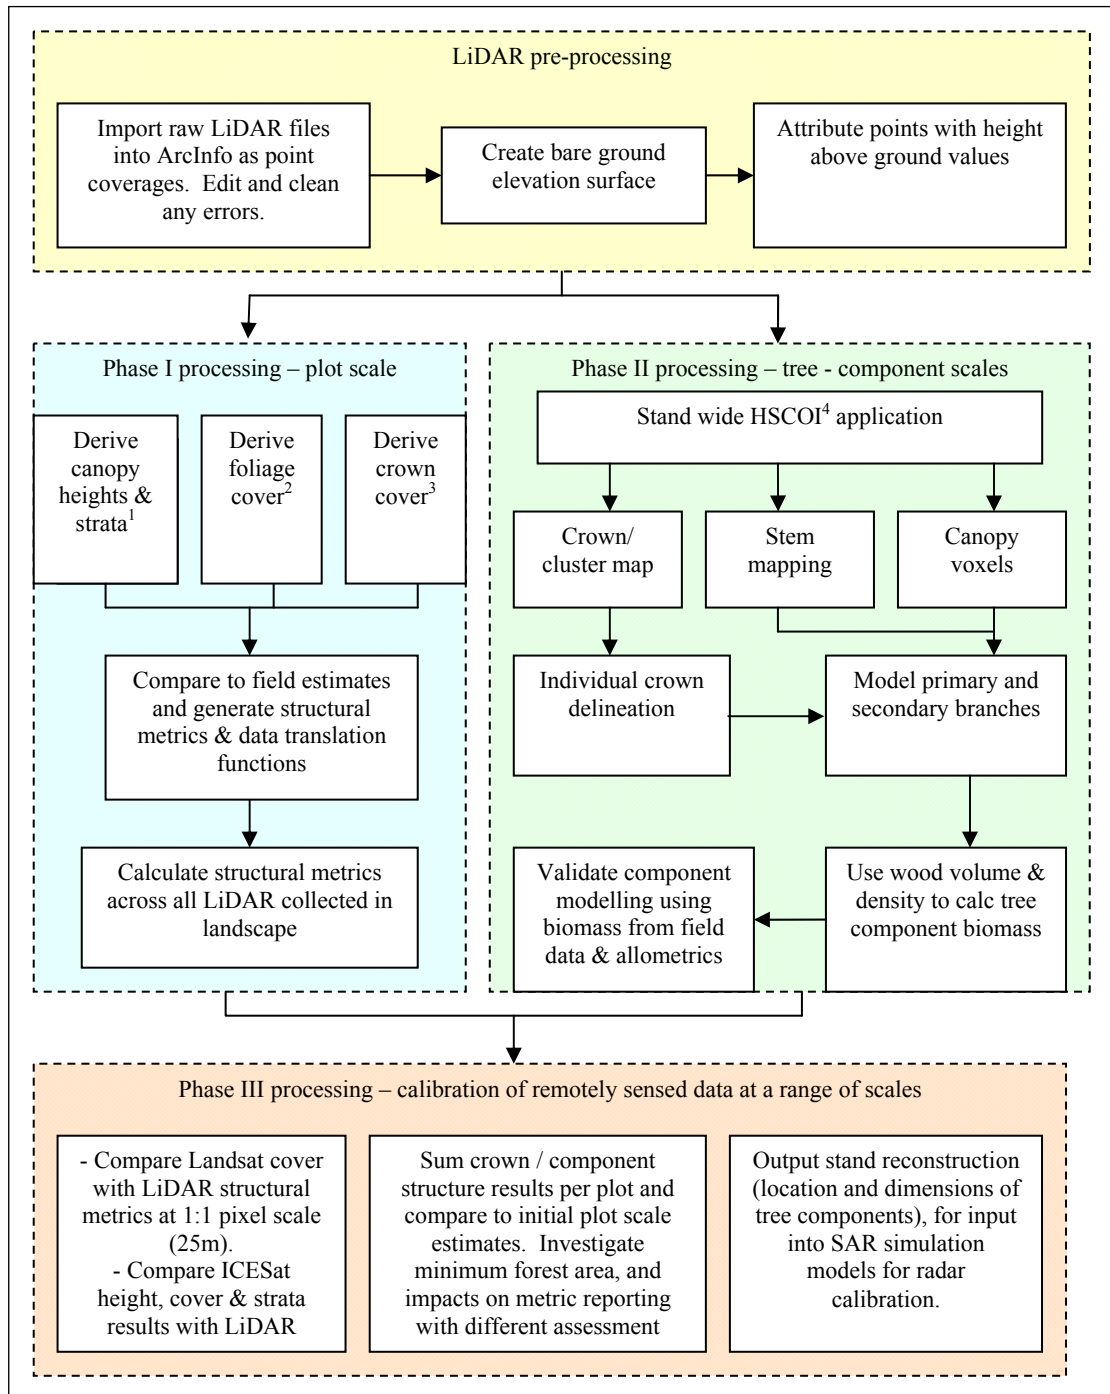 LiDAR pre-processing
Import raw LiDAR files
into ArcInfo as point
coverages.  Edit and clean
any errors.
Create bare ground
elevation surface
Attribute points with height
above ground values
Phase I processing – plot scale
Derive
canopy
heights &
strata1
Derive
foliage
cover2
Derive
crown
cover3
Compare to field estimates
and generate structural
metrics & data translation
functions
Calculate structural metrics
across all LiDAR collected in
landscape
Phase II processing – tree - component scales
Stand wide HSCOI4 application
Crown/
cluster map
Stem
mapping
Canopy
voxels
Individual crown
delineation
Model primary and
secondary branches
Validate component
modelling using
biomass from field
data & allometrics
Use wood volume &
density to calc tree
component biomass
Phase III processing – calibration of remotely sensed data at a range of scales
- Compare Landsat cover
with LiDAR structural
metrics at 1:1 pixel scale
(25m).
- Compare ICESat
height, cover & strata
results with LiDAR
Sum crown / component
structure results per plot and
compare to initial plot scale
estimates.  Investigate
minimum forest area, and
impacts on metric reporting
with different assessment
Output stand reconstruction
(location and dimensions of
tree components), for input
into SAR simulation
models for radar
calibration.